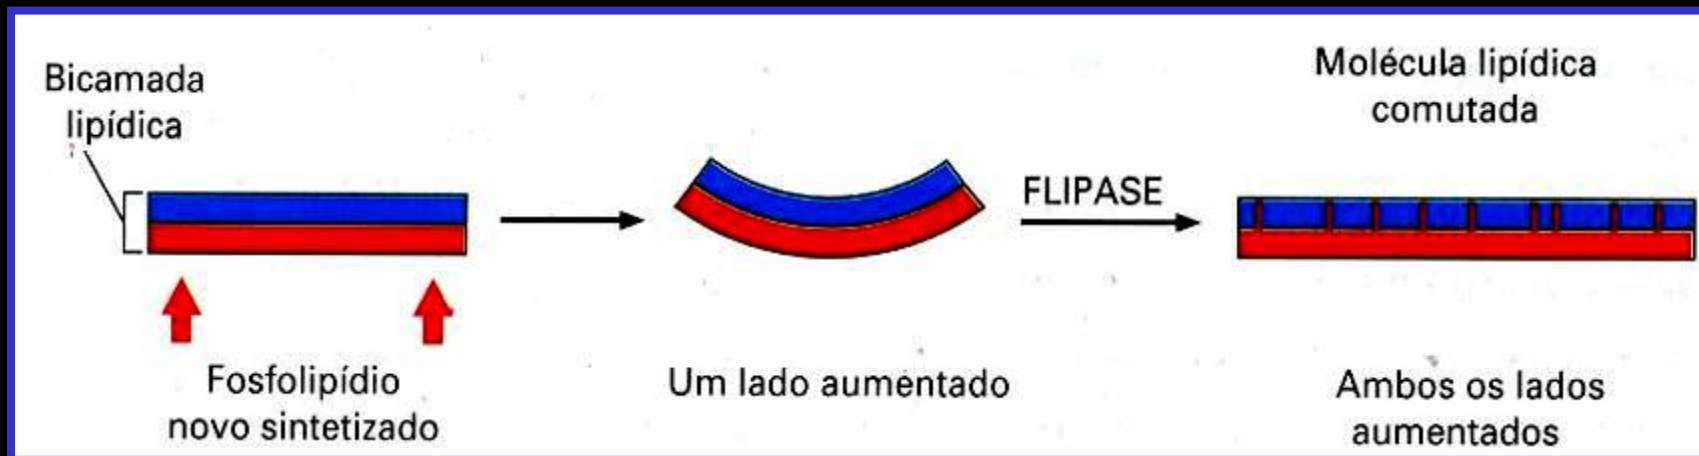 Bicamada
lipídica
Fosfolipídio
novo sintetizado
Um lado aumentado
FLIPASE
Molécula lipídica
comutada
Ambos os lados
aumentados